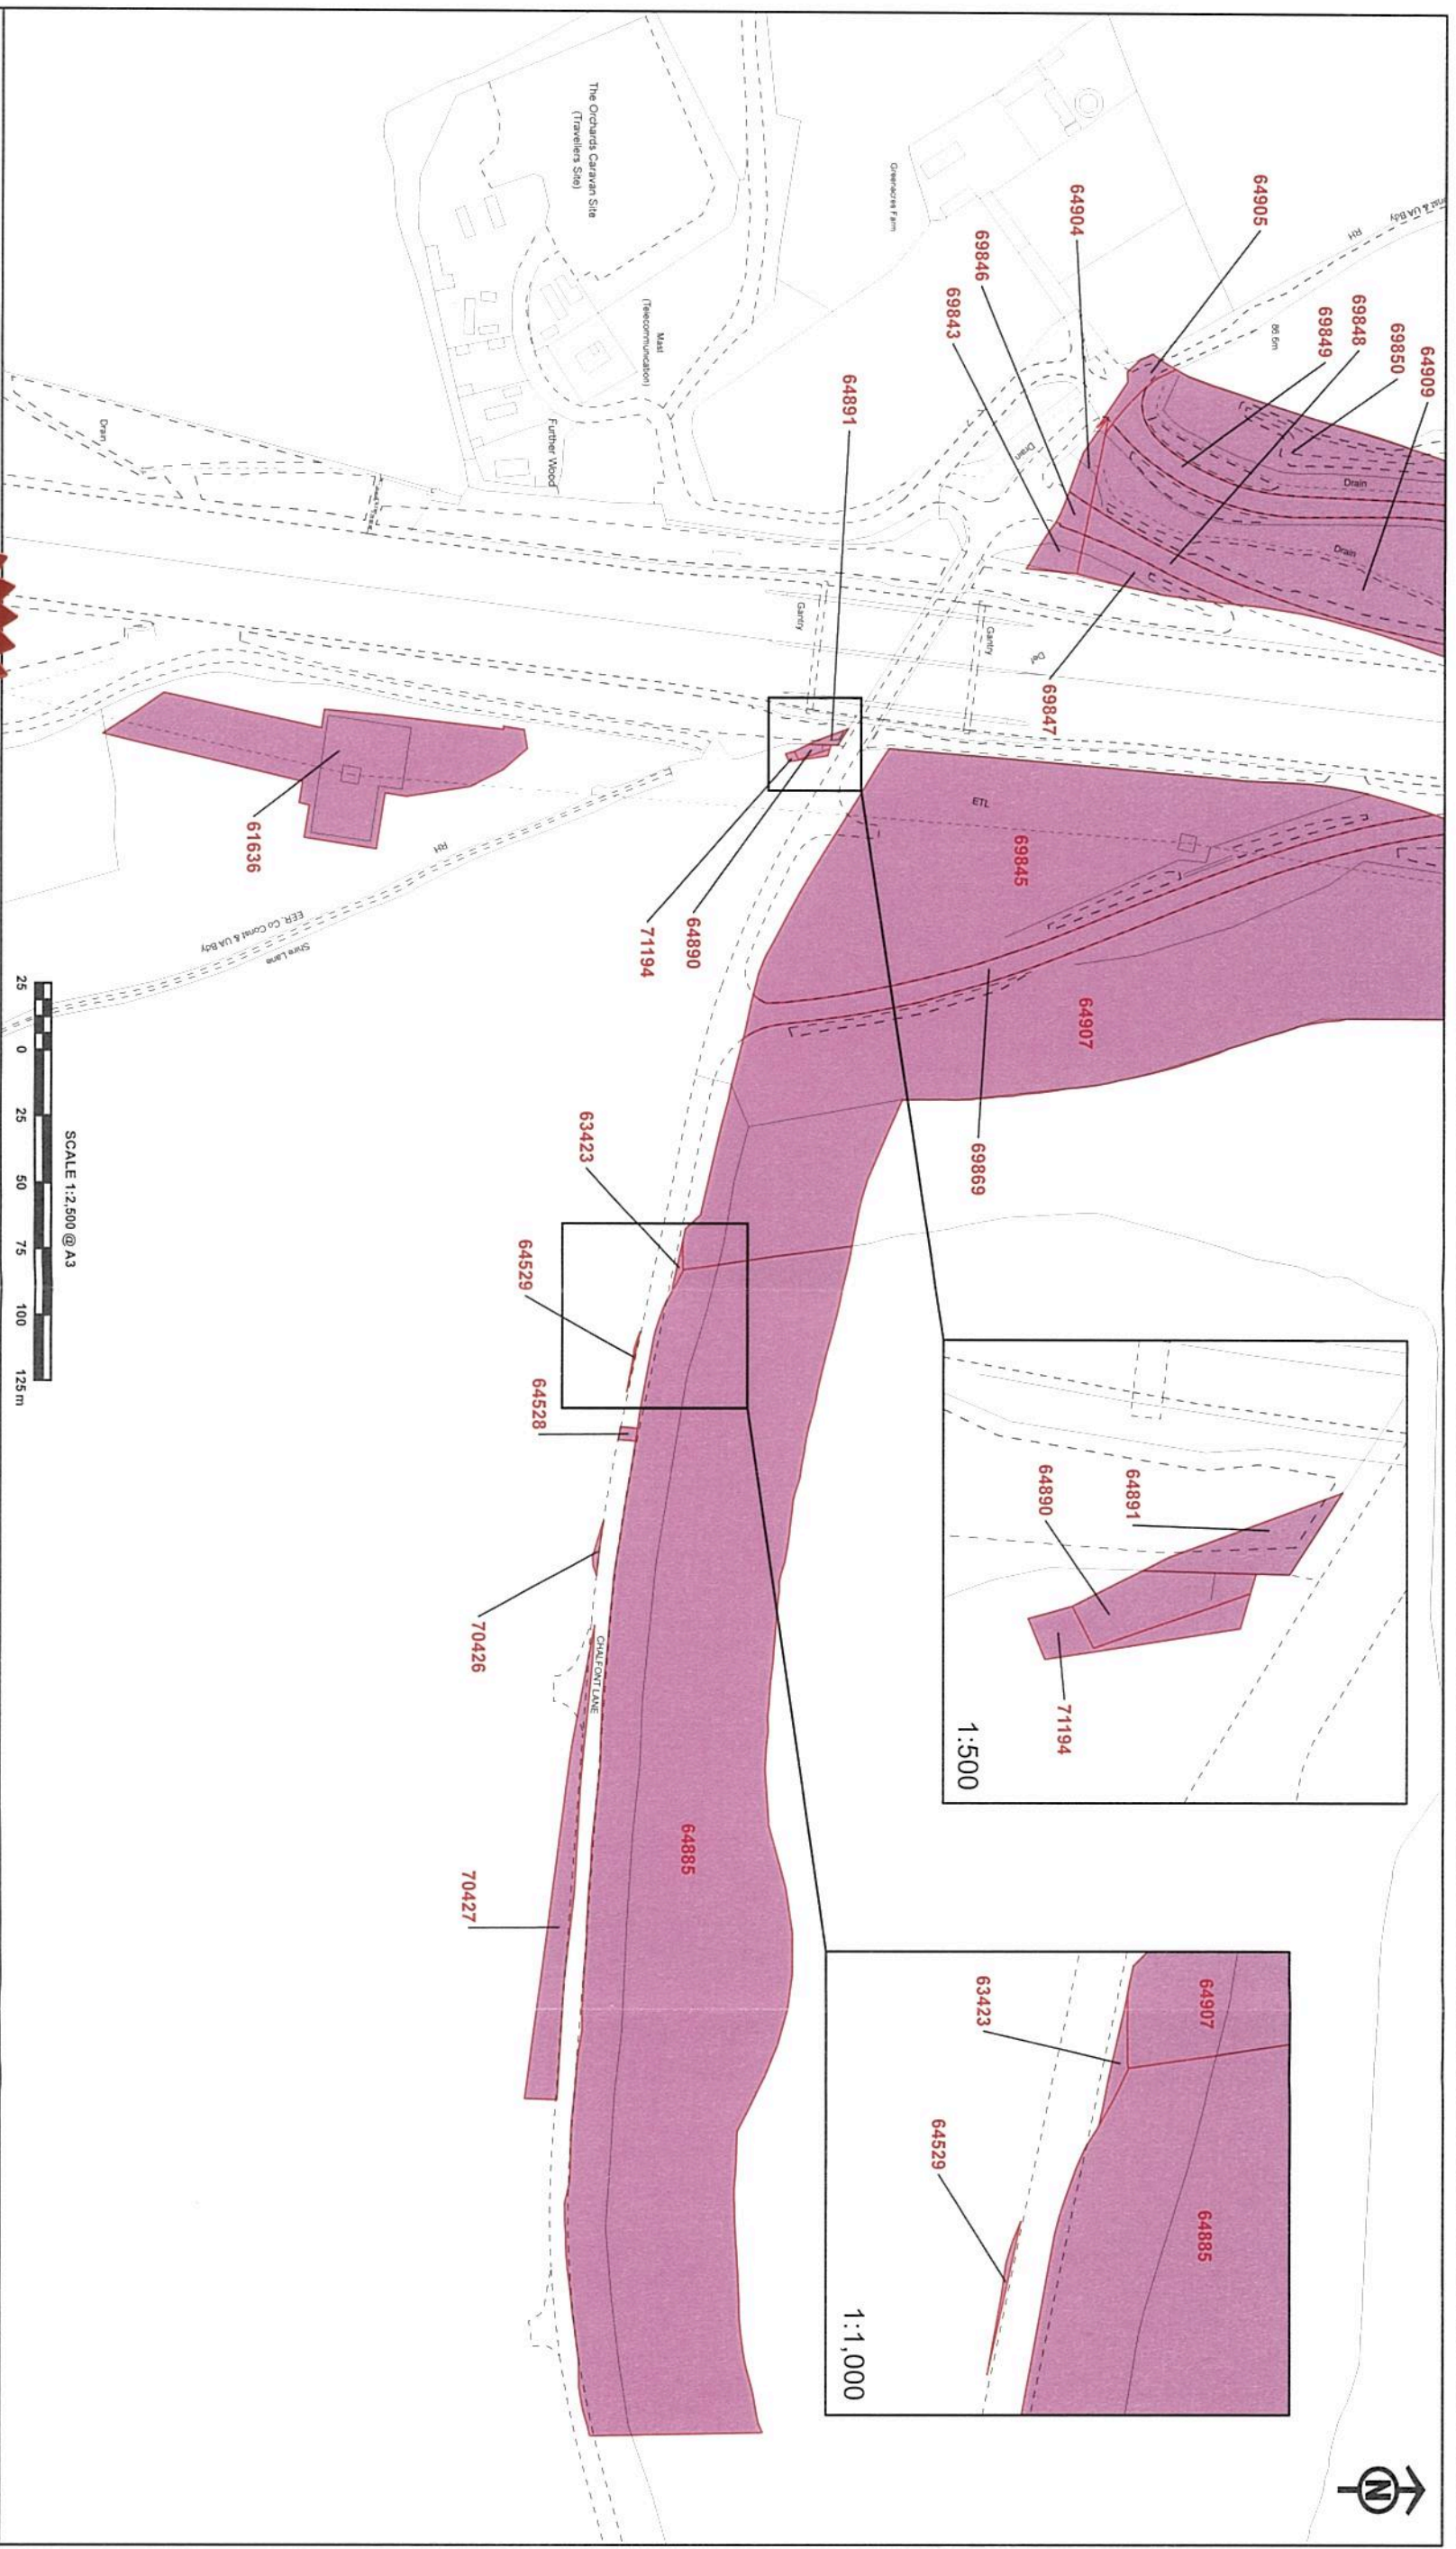 nst & UA Bdy
RH
64905
86.6m
64909
69850
69848
69849
64904
69846
69843
Greenacres Farm
The Orchards Caravan Site
(Travellers Site)
Mast
(Telecommunication)
Further Wood
64891
Drain
Drain
Drain
Drain
Gantry
Gantry
Def
69847
ETL
69845
64907
69869
64890
71194
61636
RH
EER, Co Const & UA Bdy
Shire Lane
63423
64529
64528
70426
CHALFONT LANE
70427
64885
64891
64890
71194
1:500
64907
63423
64529
64885
1:1,000
N
SCALE 1:2,500 @ A3
25 0 25 50 75 100 125 m